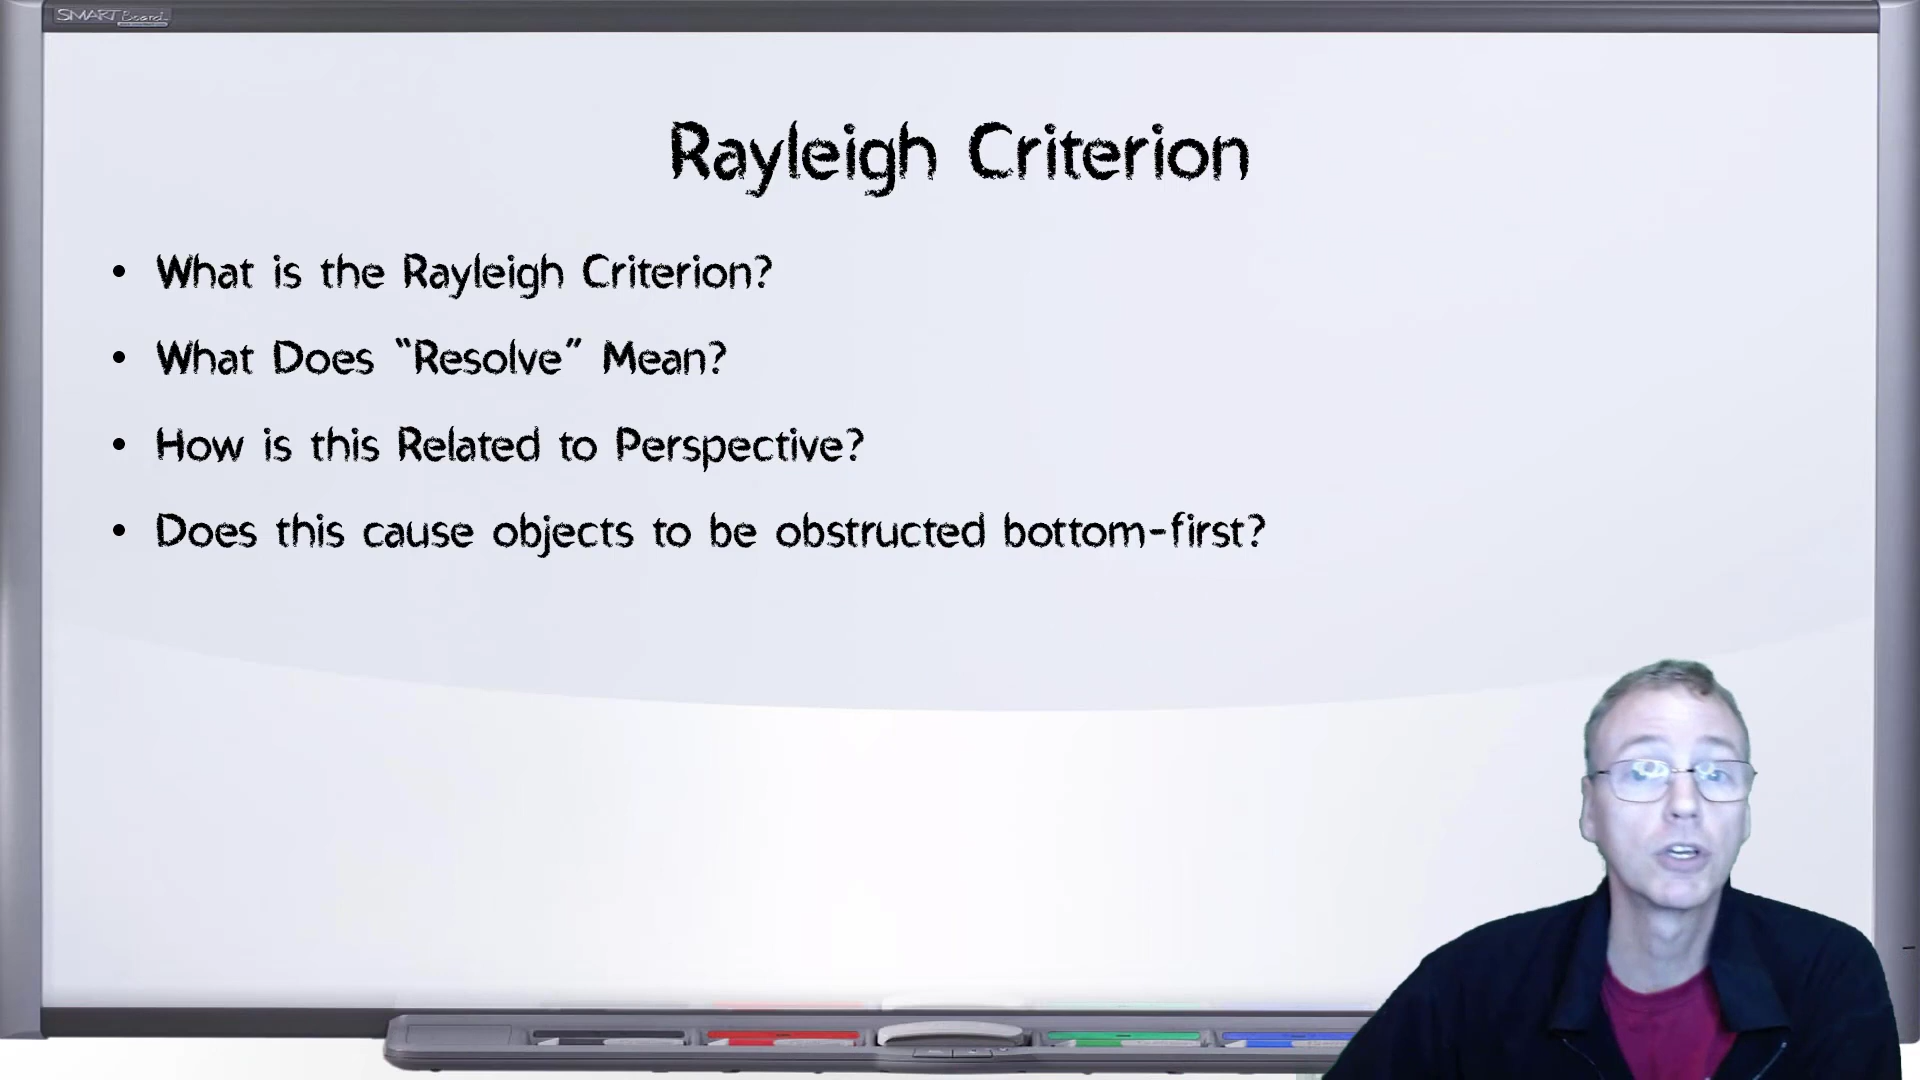 SMART Board
Rayleigh Criterion
• What is the Rayleigh Criterion?
• What Does “Resolve” Mean?
• How is this Related to Perspective?
• Does this cause objects to be obstructed bottom-first?